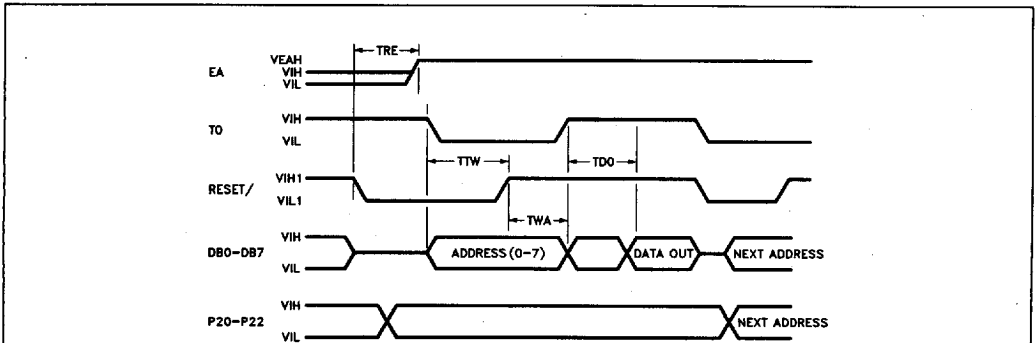 TRE
VEAH
EA VIH
VIL
TO VIH
VIL
TTW TDO
RESET/ VIH1
VIL1
TWA
DB0-DB7 VIH ADDRESS (0-7) DATA OUT NEXT ADDRESS
VIL
P20-P22 VIH NEXT ADDRESS
VIL